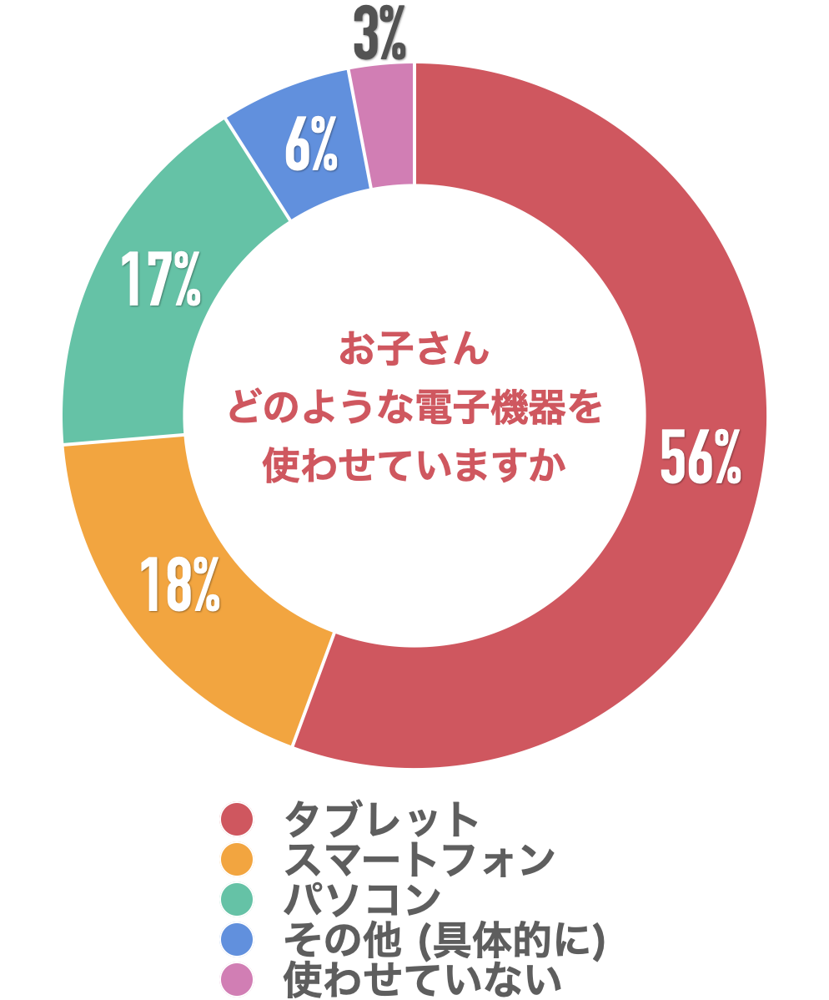 3%
6%
17%
お子さん
どのような電子機器を
使わせていますか
56%
18%
タブレット
スマートフォン
パソコン
その他 (具体的に)
使わせていない